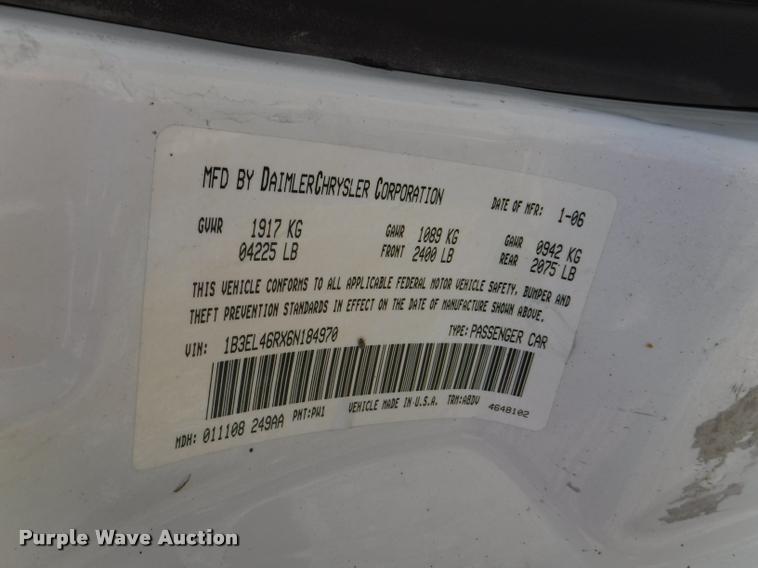 MFD BY DAIMLERCHRYSLER CORPORATION DATE OF MFR: 1-06
GVWR 1917 KG GAWR 1089 KG GAWR 0942 KG
04225 LB FRONT 2400 LB REAR 2075 LB
THIS VEHICLE CONFORMS TO ALL APPLICABLE FEDERAL MOTOR VEHICLE SAFETY, BUMPER AND
THEFT PREVENTION STANDARDS IN EFFECT ON THE DATE OF MANUFACTURE SHOWN ABOVE.
VIN: 1B3EL46RX6N184970 TYPE: PASSENGER CAR
MDH: 011108 249AA PNT: PW1 VEHICLE MADE IN U.S.A. TRM: ABDV 4648102
Purple Wave Auction